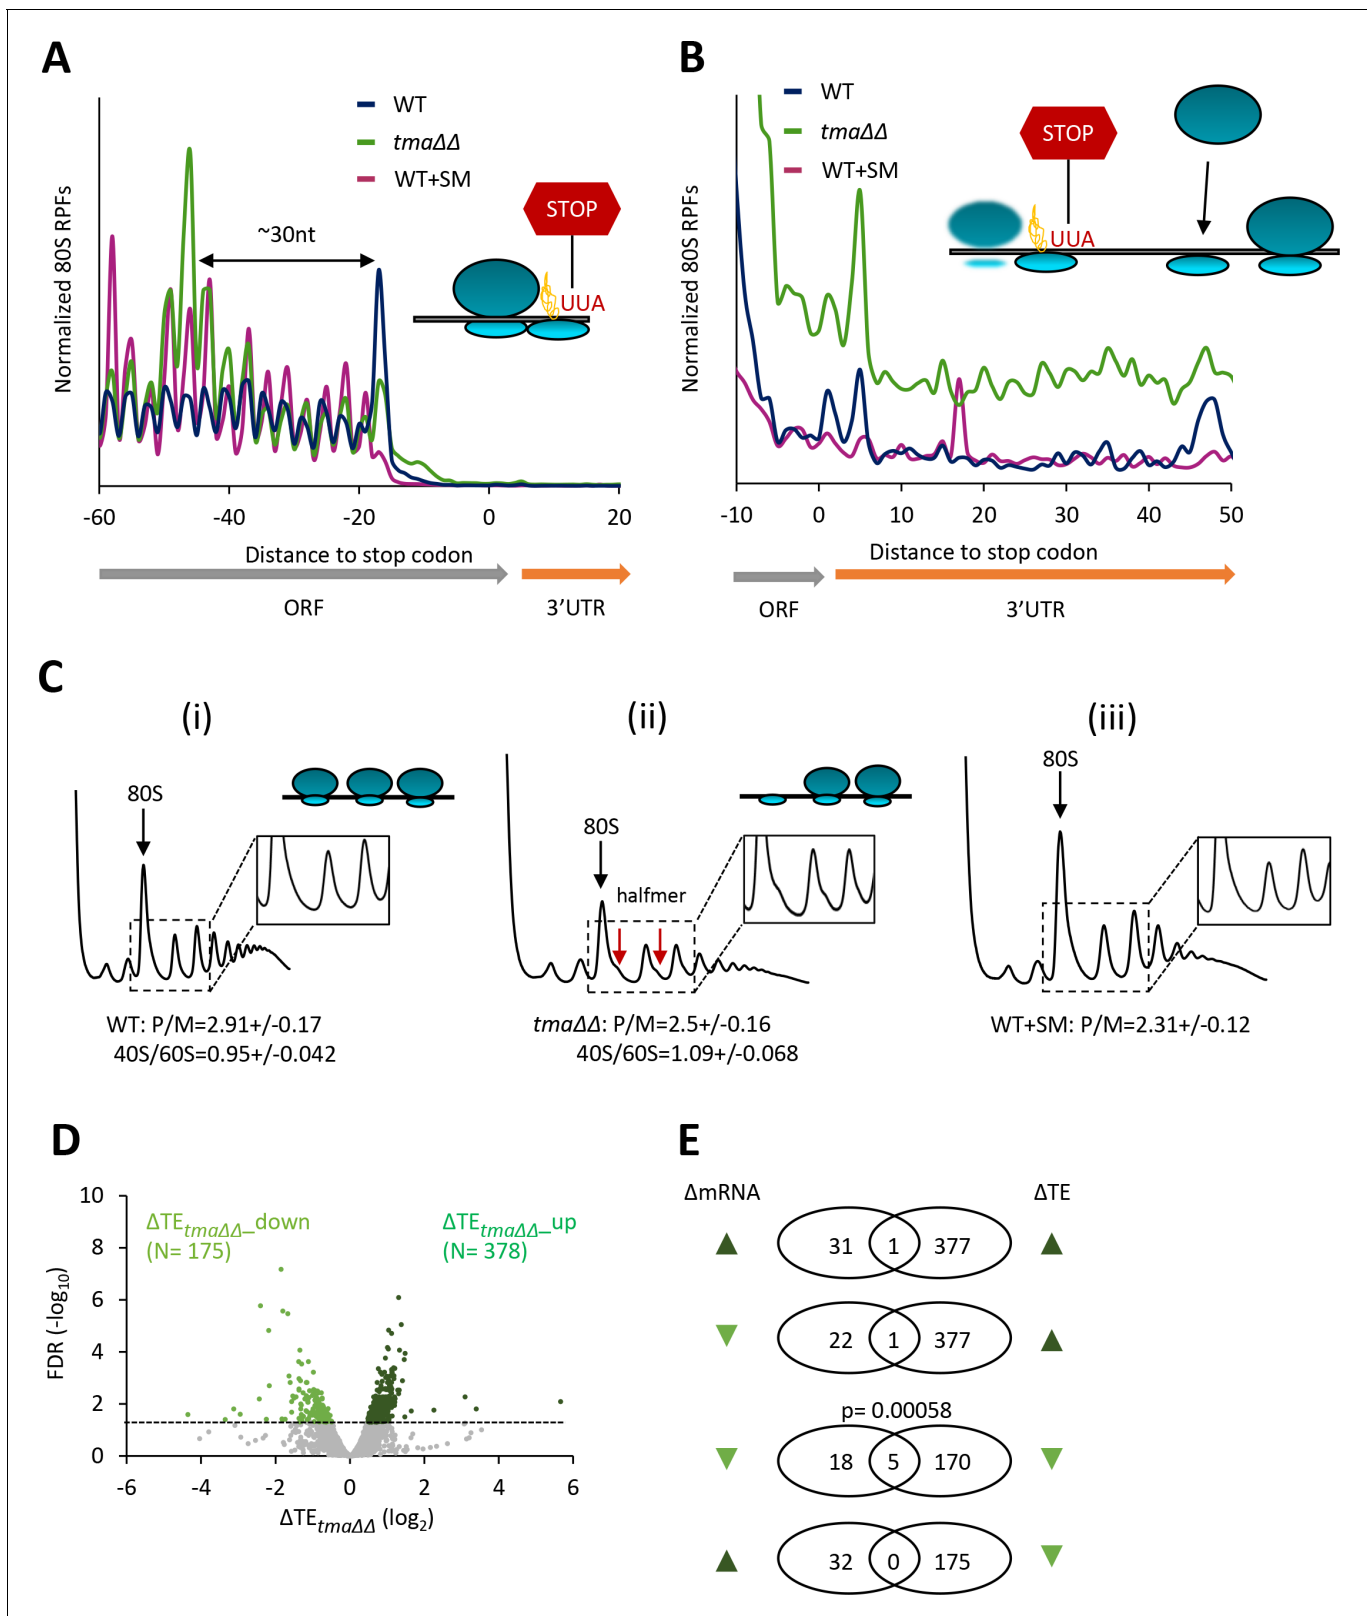 A
WT
tmaΔΔ
WT+SM
~30nt
STOP
UUA
Normalized 80S RPFs
-60
-40
-20
0
20
Distance to stop codon
ORF
3'UTR
B
WT
tmaΔΔ
WT+SM
STOP
UUA
Normalized 80S RPFs
-10
0
10
20
30
40
50
Distance to stop codon
ORF
3'UTR
C
(i)
80S
WT: P/M=2.91+/-0.17
40S/60S=0.95+/-0.042
(ii)
80S
halfmer
tmaΔΔ: P/M=2.5+/-0.16
40S/60S=1.09+/-0.068
(iii)
80S
WT+SM: P/M=2.31+/-0.12
D
10
8
6
4
2
0
FDR (-log10)
ΔTEtmaΔΔ_down
(N= 175)
ΔTEtmaΔΔ_up
(N= 378)
-6
-4
-2
0
2
4
6
ΔTEtmaΔΔ (log2)
E
ΔmRNA
ΔTE
31 1 377
22 1 377
p= 0.00058
18 5 170
32 0 175